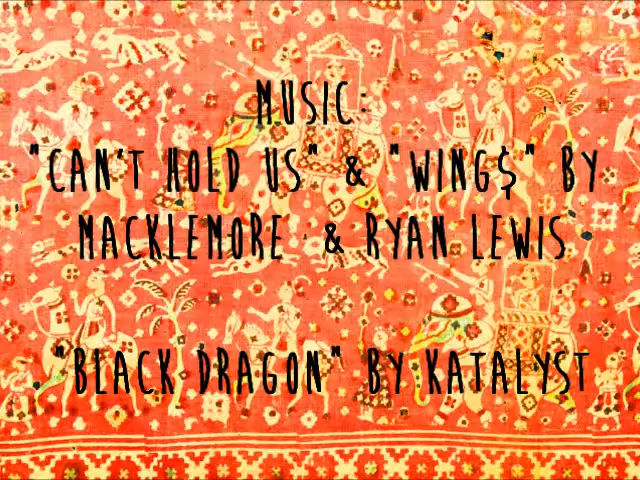 MUSIC:
"CAN'T HOLD US" & "WING$" BY
MACKLEMORE & RYAN LEWIS
"BLACK DRAGON" BY KATALYST